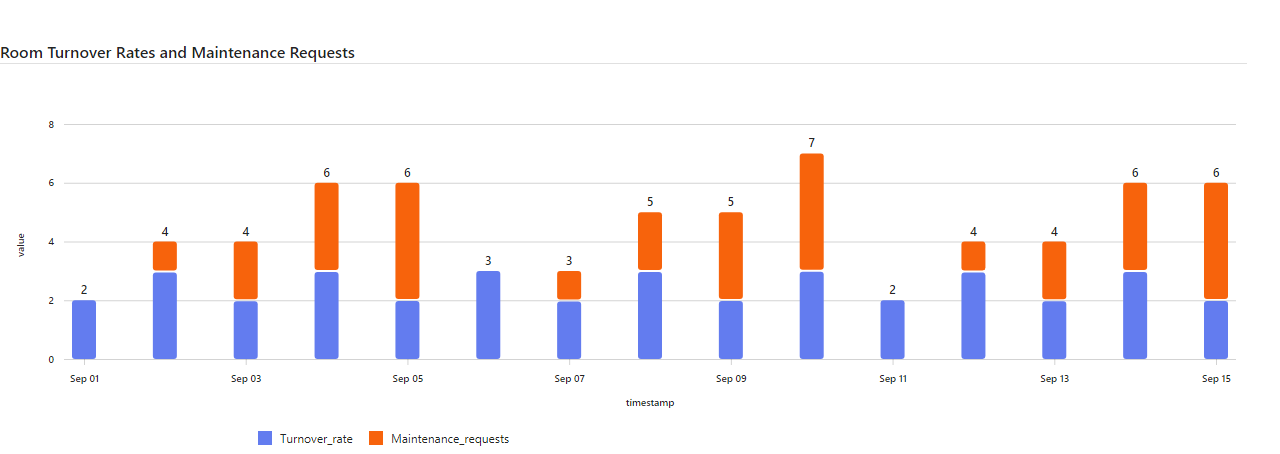 Room Turnover Rates and Maintenance Requests
8
7
6 6 6 6
6
5 5
value
4 4 4 4
4
3 3
2 2
2
0
Sep 01 Sep 03 Sep 05 Sep 07 Sep 09 Sep 11 Sep 13 Sep 15
timestamp
Turnover_rate Maintenance_requests